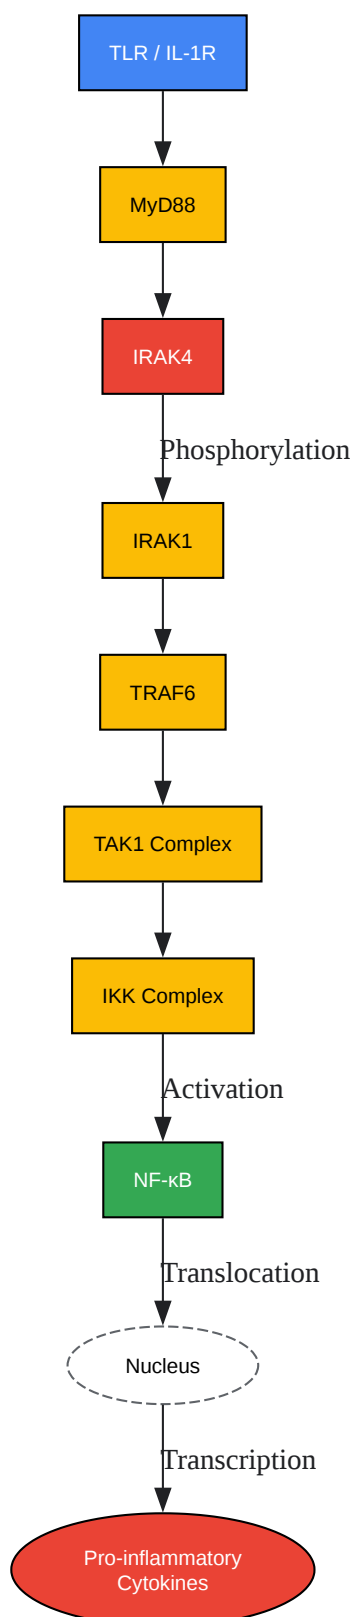 TLR / IL-1R
MyD88
IRAK4
Phosphorylation
IRAK1
TRAF6
TAK1 Complex
IKK Complex
Activation
NF-κB
Translocation
Nucleus
Transcription
Pro-inflammatory
Cytokines